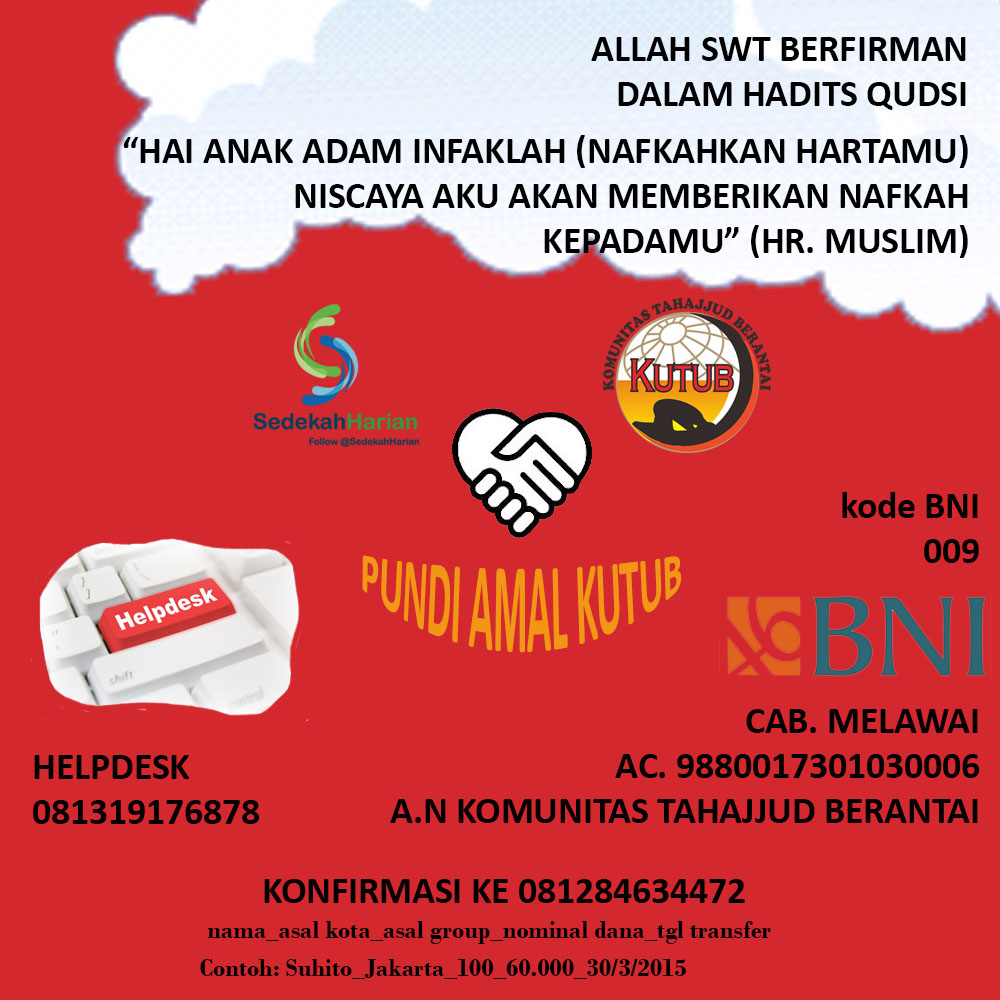 ALLAH SWT BERFIRMAN
DALAM HADITS QUDSI
“HAI ANAK ADAM INFAKLAH (NAFKAHKAN HARTAMU)
NISCAYA AKU AKAN MEMBERIKAN NAFKAH
KEPADAMU” (HR. MUSLIM)
SedekahHarian
Follow @SedekahHarian
KOMUNITAS TAHAJJUD BERANTAI
KUTUB
PUNDI AMAL KUTUB
kode BNI
009
BNI
Helpdesk
shift
control
CAB. MELAWAI
AC. 9880017301030006
A.N KOMUNITAS TAHAJJUD BERANTAI
HELPDESK
081319176878
KONFIRMASI KE 081284634472
nama_asal kota_asal group_nominal dana_tgl transfer
Contoh: Suhito_Jakarta_100_60.000_30/3/2015